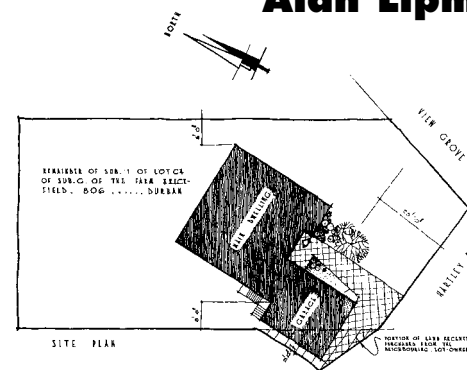 Alan Lipm
NORTH
VIEW GROVE
REMAINDER OF SUB. 1 OF LOT C4
OF SUB. C OF THE FARM BRICK-
FIELD. 806 ...... DURBAN
MAIN DWELLING
GARAGE
HARTLEY
SITE PLAN
PORTION OF LAND RECENTLY
PURCHASED FROM THE
NEIGHBOURING LOT-OWNER